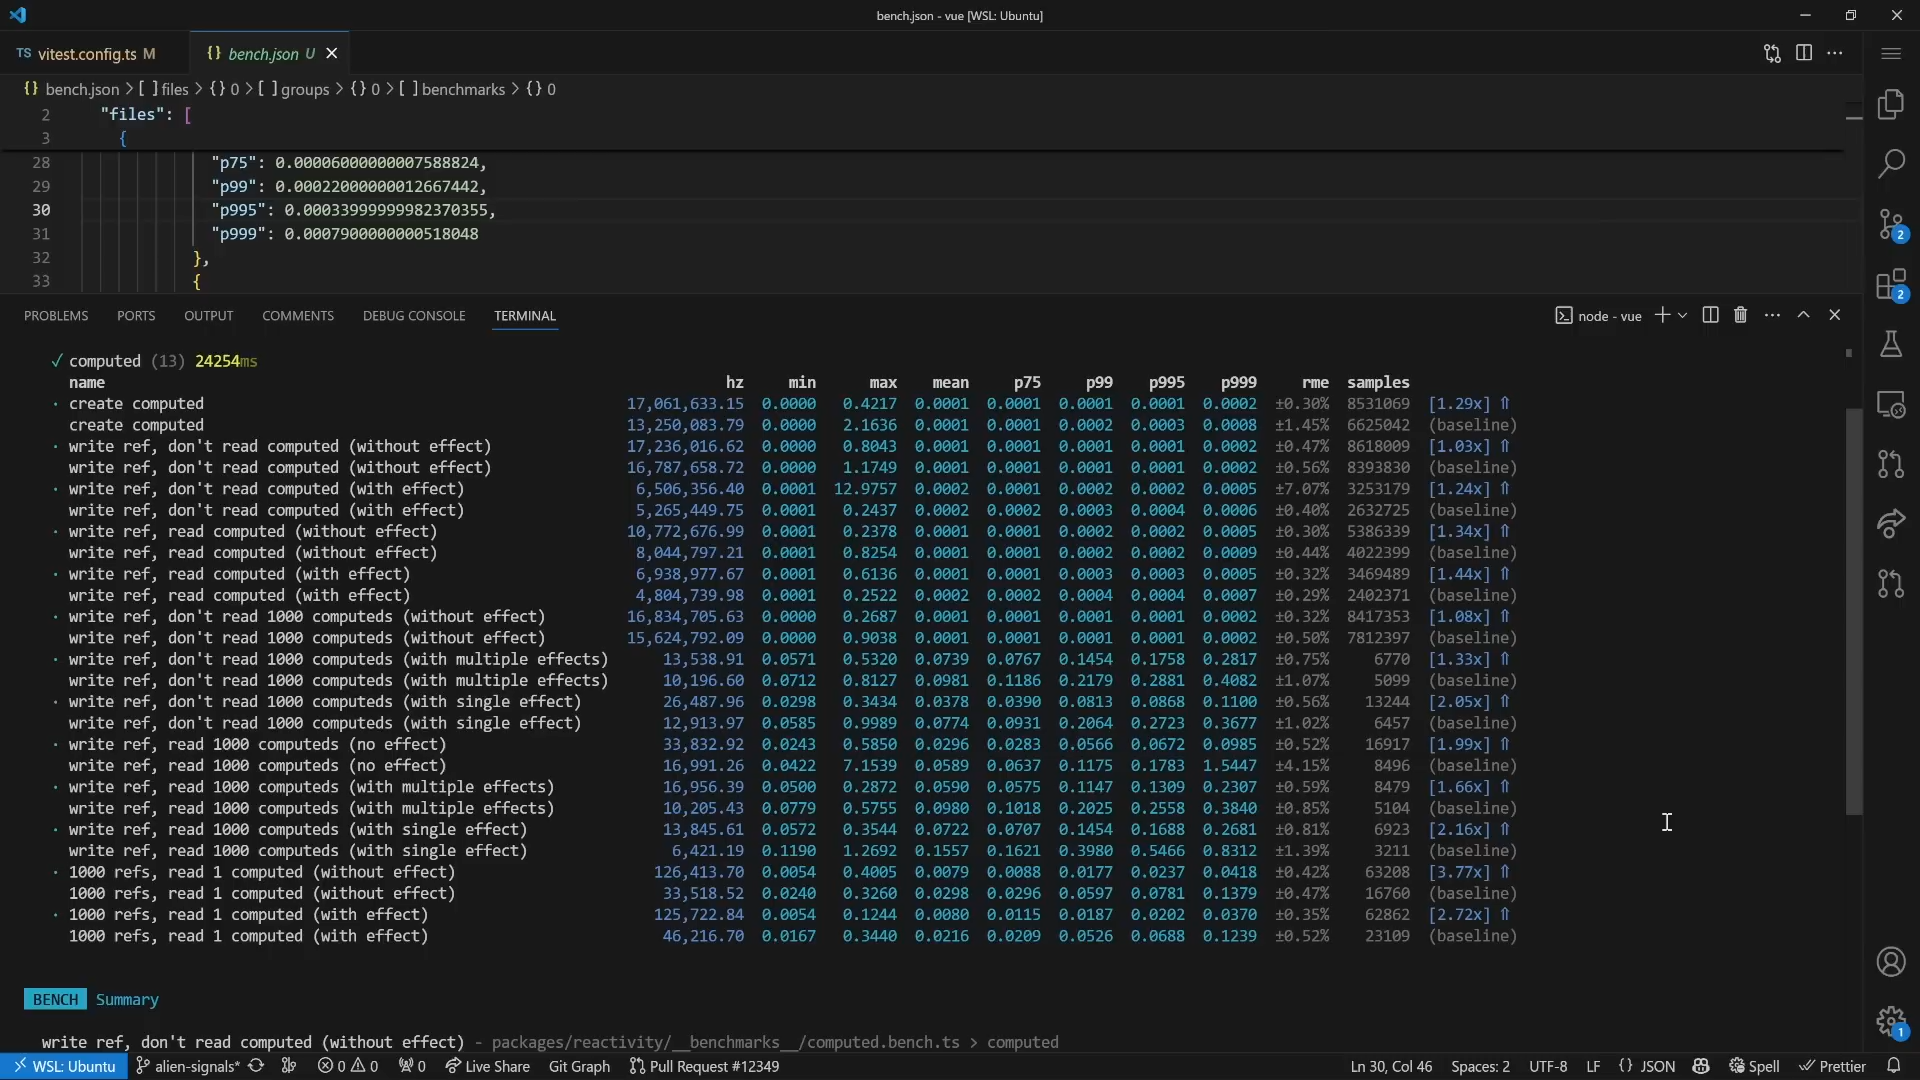 bench.json - vue [WSL: Ubuntu]
TS vitest.config.ts M
{} bench.json U
{} bench.json > [ ] files > {} 0 > [ ] groups > {} 0 > [ ] benchmarks > {} 0
2 "files": [
3 {
28 "p75": 0.00006000000007588824,
29 "p99": 0.00022000000012667442,
30 "p995": 0.00033999999982370355,
31 "p999": 0.0007900000000518048
32 },
33 {
PROBLEMS PORTS OUTPUT COMMENTS DEBUG CONSOLE TERMINAL
node - vue
✓ computed (13) 24254ms
name hz min max mean p75 p99 p995 p999 rme samples
· create computed 17,061,633.15 0.0000 0.4217 0.0001 0.0001 0.0001 0.0001 0.0002 ±0.30% 8531069 [1.29x] ⇑
create computed 13,250,083.79 0.0000 2.1636 0.0001 0.0001 0.0002 0.0003 0.0008 ±1.45% 6625042 (baseline)
· write ref, don't read computed (without effect) 17,236,016.62 0.0000 0.8043 0.0001 0.0001 0.0001 0.0001 0.0002 ±0.47% 8618009 [1.03x] ⇑
write ref, don't read computed (without effect) 16,787,658.72 0.0000 1.1749 0.0001 0.0001 0.0001 0.0001 0.0002 ±0.56% 8393830 (baseline)
· write ref, don't read computed (with effect) 6,506,356.40 0.0001 12.9757 0.0002 0.0001 0.0002 0.0002 0.0005 ±7.07% 3253179 [1.24x] ⇑
write ref, don't read computed (with effect) 5,265,449.75 0.0001 0.2437 0.0002 0.0002 0.0003 0.0004 0.0006 ±0.40% 2632725 (baseline)
· write ref, read computed (without effect) 10,772,676.99 0.0001 0.2378 0.0001 0.0001 0.0002 0.0002 0.0005 ±0.30% 5386339 [1.34x] ⇑
write ref, read computed (without effect) 8,044,797.21 0.0001 0.8254 0.0001 0.0001 0.0002 0.0002 0.0009 ±0.44% 4022399 (baseline)
· write ref, read computed (with effect) 6,938,977.67 0.0001 0.6136 0.0001 0.0001 0.0003 0.0003 0.0005 ±0.32% 3469489 [1.44x] ⇑
write ref, read computed (with effect) 4,804,739.98 0.0001 0.2522 0.0002 0.0002 0.0004 0.0004 0.0007 ±0.29% 2402371 (baseline)
· write ref, don't read 1000 computeds (without effect) 16,834,705.63 0.0000 0.2687 0.0001 0.0001 0.0001 0.0001 0.0002 ±0.32% 8417353 [1.08x] ⇑
write ref, don't read 1000 computeds (without effect) 15,624,792.09 0.0000 0.9038 0.0001 0.0001 0.0001 0.0001 0.0002 ±0.50% 7812397 (baseline)
· write ref, don't read 1000 computeds (with multiple effects) 13,538.91 0.0571 0.5320 0.0739 0.0767 0.1454 0.1758 0.2817 ±0.75% 6770 [1.33x] ⇑
write ref, don't read 1000 computeds (with multiple effects) 10,196.60 0.0712 0.8127 0.0981 0.1186 0.2179 0.2881 0.4082 ±1.07% 5099 (baseline)
· write ref, don't read 1000 computeds (with single effect) 26,487.96 0.0298 0.3434 0.0378 0.0390 0.0813 0.0868 0.1100 ±0.56% 13244 [2.05x] ⇑
write ref, don't read 1000 computeds (with single effect) 12,913.97 0.0585 0.9989 0.0774 0.0931 0.2064 0.2723 0.3677 ±1.02% 6457 (baseline)
· write ref, read 1000 computeds (no effect) 33,832.92 0.0243 0.5850 0.0296 0.0283 0.0566 0.0672 0.0985 ±0.52% 16917 [1.99x] ⇑
write ref, read 1000 computeds (no effect) 16,991.26 0.0422 7.1539 0.0589 0.0637 0.1175 0.1783 1.5447 ±4.15% 8496 (baseline)
· write ref, read 1000 computeds (with multiple effects) 16,956.39 0.0500 0.2872 0.0590 0.0575 0.1147 0.1309 0.2307 ±0.59% 8479 [1.66x] ⇑
write ref, read 1000 computeds (with multiple effects) 10,205.43 0.0779 0.5755 0.0980 0.1018 0.2025 0.2558 0.3840 ±0.85% 5104 (baseline)
· write ref, read 1000 computeds (with single effect) 13,845.61 0.0572 0.3544 0.0722 0.0707 0.1454 0.1688 0.2681 ±0.81% 6923 [2.16x] ⇑
write ref, read 1000 computeds (with single effect) 6,421.19 0.1190 1.2692 0.1557 0.1621 0.3980 0.5466 0.8312 ±1.39% 3211 (baseline)
· 1000 refs, read 1 computed (without effect) 126,413.70 0.0054 0.4005 0.0079 0.0088 0.0177 0.0237 0.0418 ±0.42% 63208 [3.77x] ⇑
1000 refs, read 1 computed (without effect) 33,518.52 0.0240 0.3260 0.0298 0.0296 0.0597 0.0781 0.1379 ±0.47% 16760 (baseline)
· 1000 refs, read 1 computed (with effect) 125,722.84 0.0054 0.1244 0.0080 0.0115 0.0187 0.0202 0.0370 ±0.35% 62862 [2.72x] ⇑
1000 refs, read 1 computed (with effect) 46,216.70 0.0167 0.3440 0.0216 0.0209 0.0526 0.0688 0.1239 ±0.52% 23109 (baseline)
BENCH Summary
write ref, don't read computed (without effect) - packages/reactivity/__benchmarks__/computed.bench.ts > computed
WSL: Ubuntu alien-signals* 0 0 0 Live Share Git Graph Pull Request #12349 Ln 30, Col 46 Spaces: 2 UTF-8 LF {} JSON Spell Prettier
2
2
1